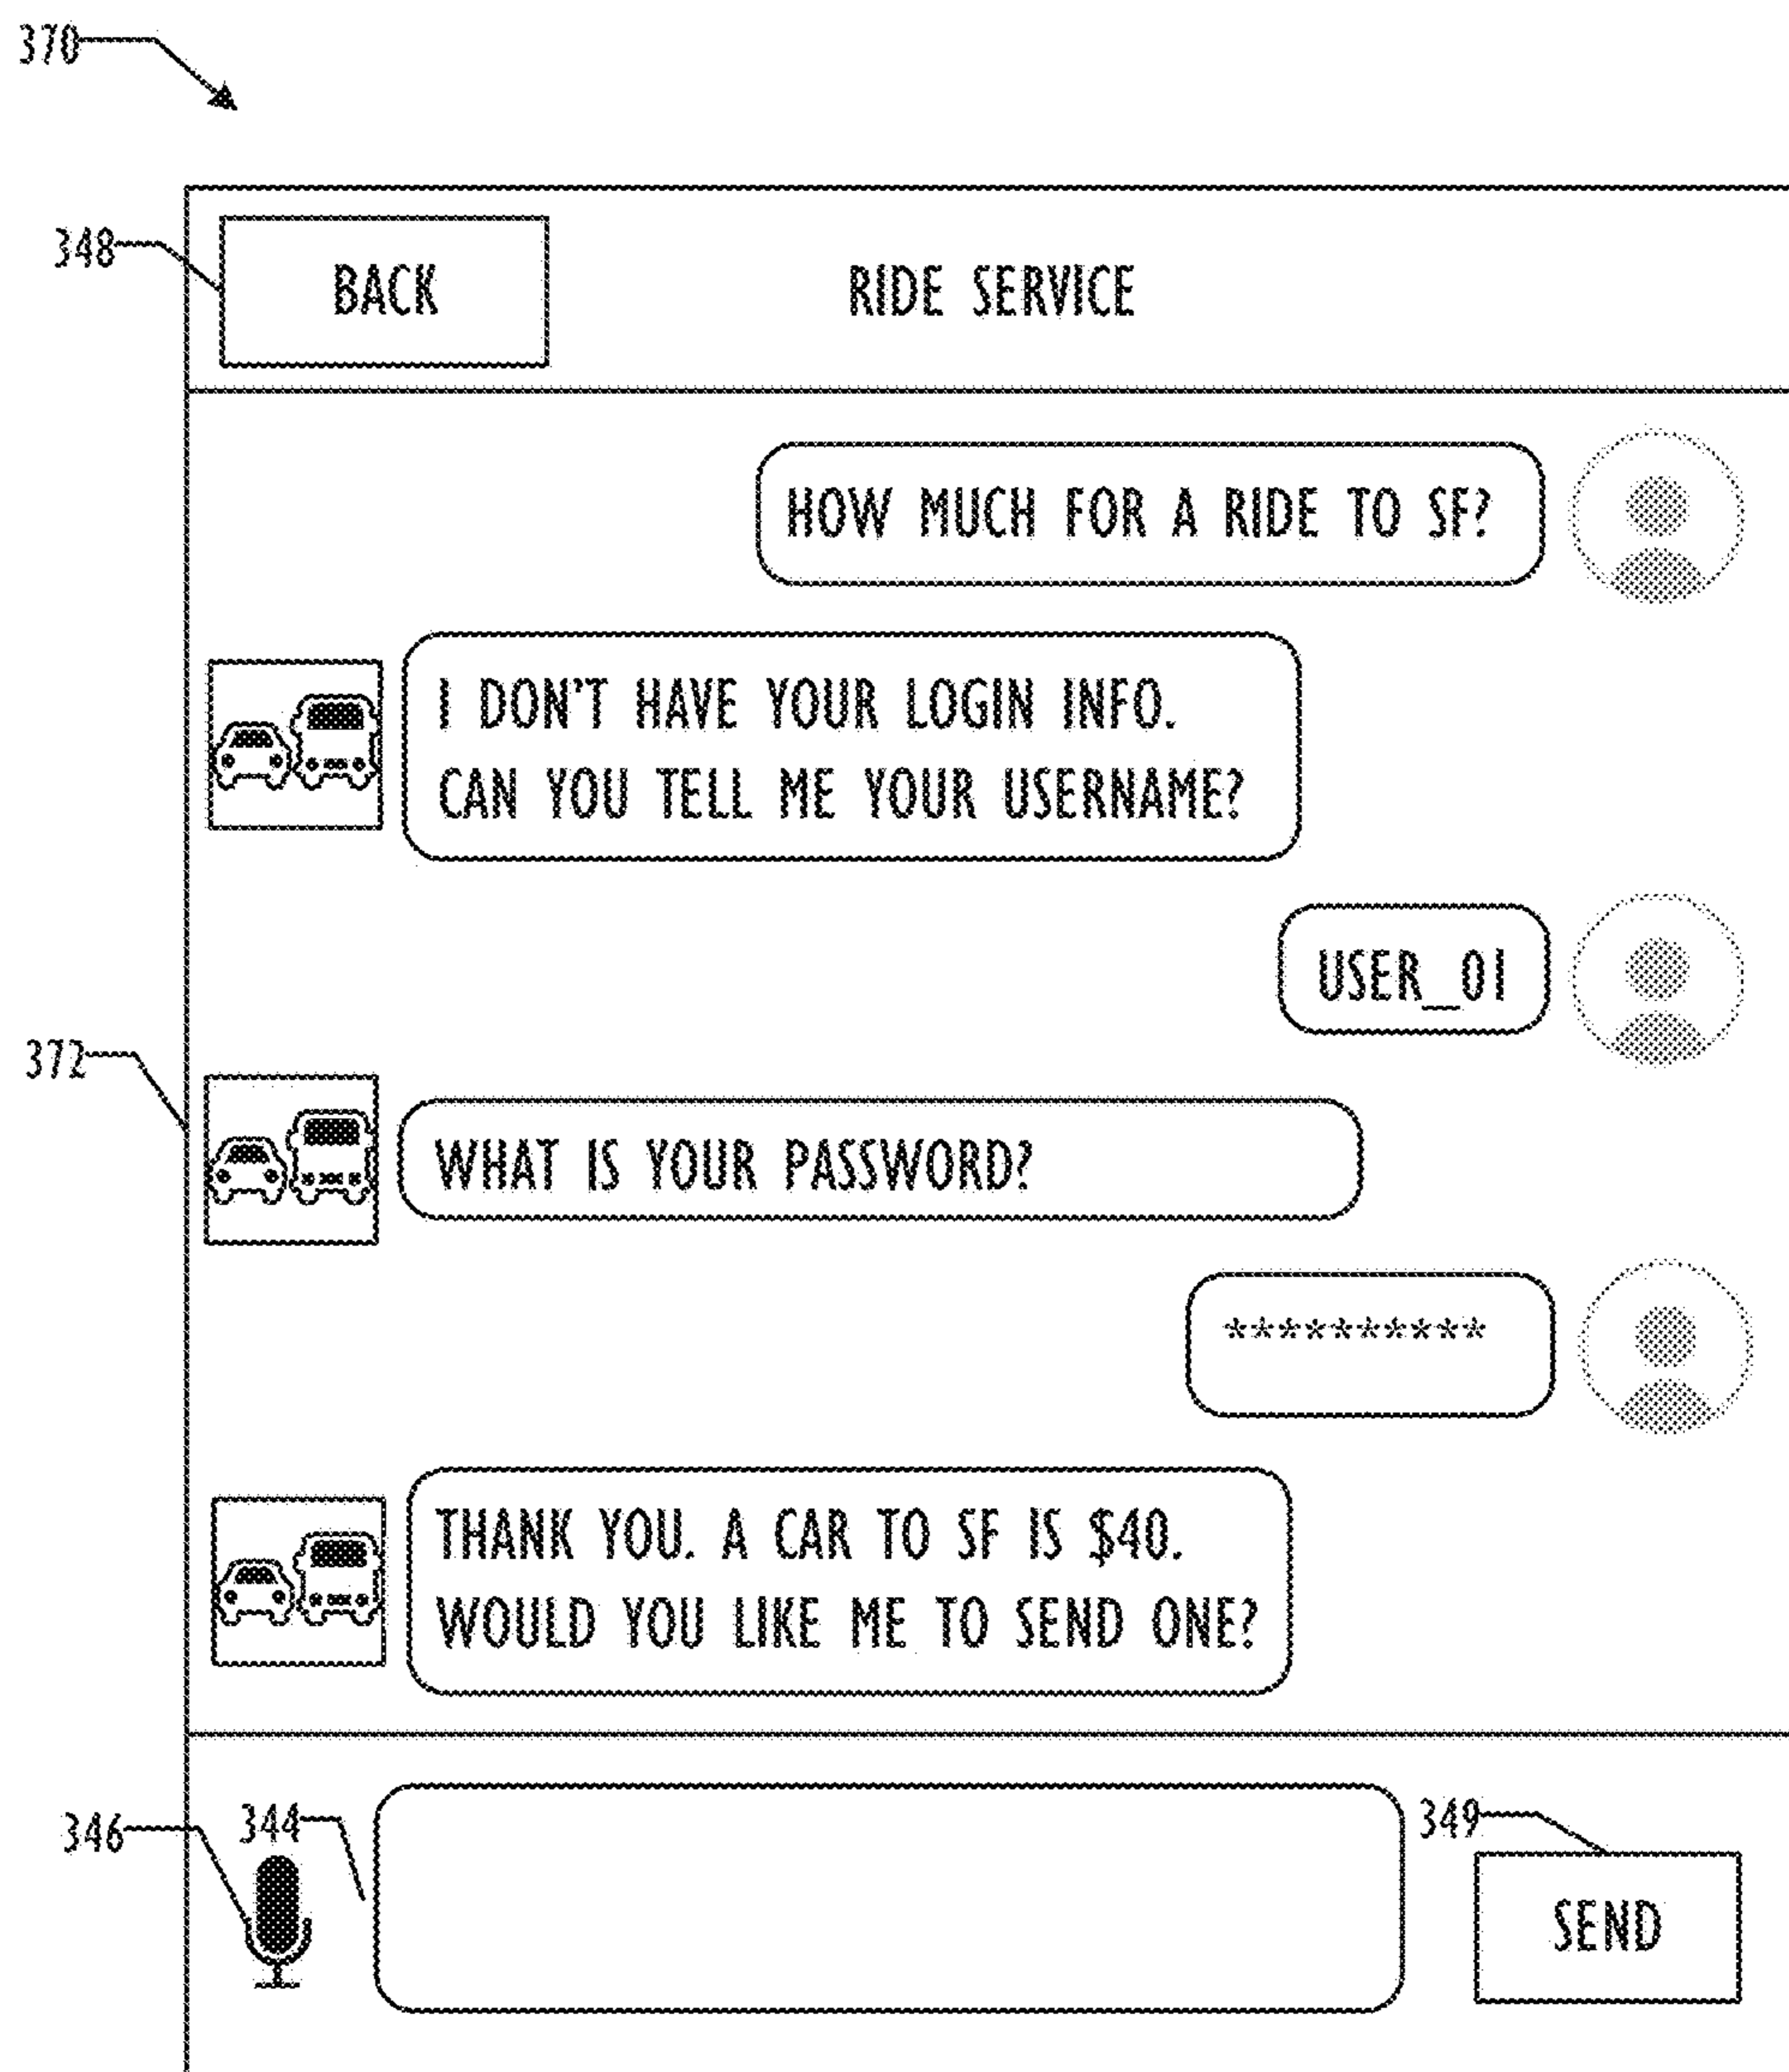 370
348
BACK
RIDE SERVICE
HOW MUCH FOR A RIDE TO SF?
I DON'T HAVE YOUR LOGIN INFO.
CAN YOU TELL ME YOUR USERNAME?
USER_01
372
WHAT IS YOUR PASSWORD?
**********
THANK YOU. A CAR TO SF IS $40.
WOULD YOU LIKE ME TO SEND ONE?
346
344
349
SEND